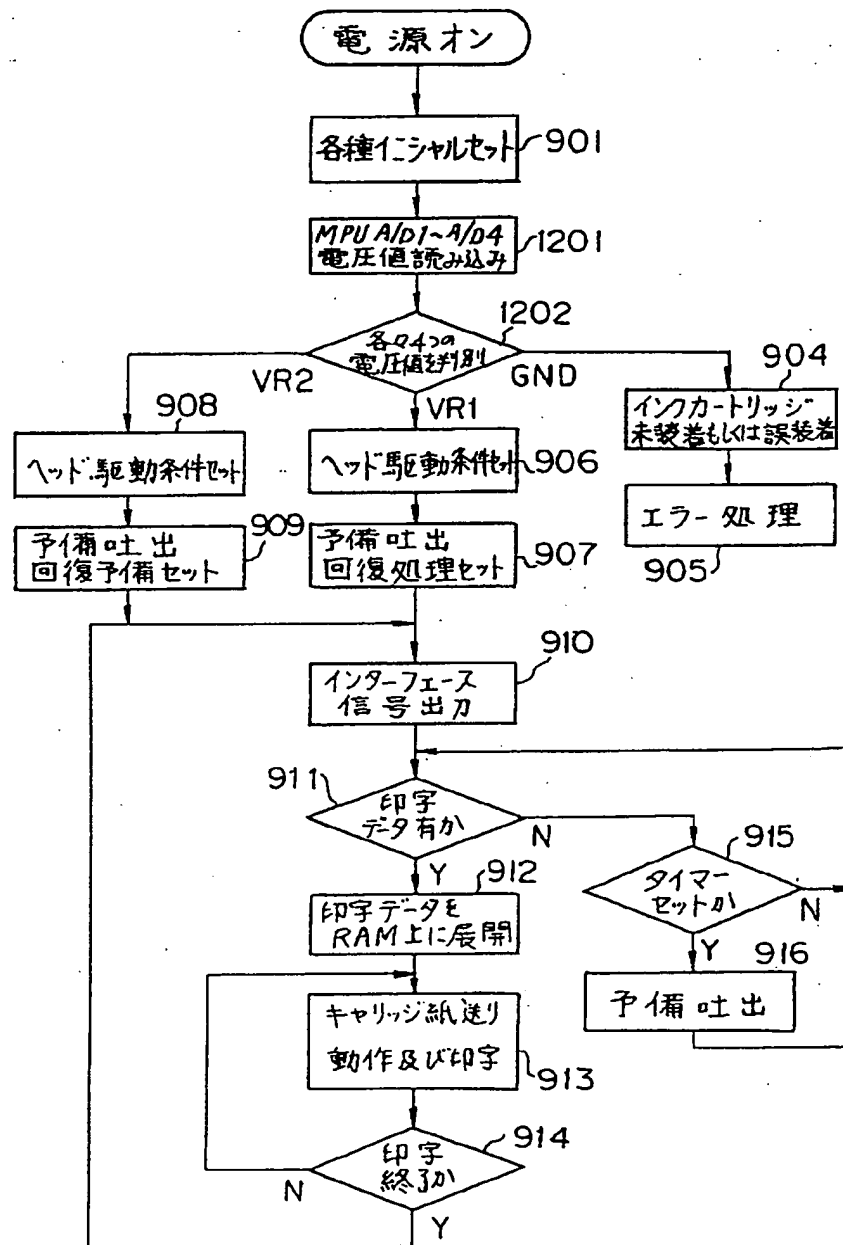 電源オン
各種イニシャルセット
901
MPU A/D1~A/D4
電圧値読み込み
1201
1202
各々4つの
電圧値を判別
VR2
GND
VR1
904
インクカートリッジ
未装着もしくは誤装着
908
ヘッド駆動条件セット
ヘッド駆動条件セット
906
エラー処理
905
予備吐出
回復予備セット
909
予備吐出
回復処理セット
907
910
インターフェース
信号出力
911
印字
データ有か
N
Y
915
タイマー
セットか
N
Y
912
印字データを
RAM上に展開
916
予備吐出
キャリッジ紙送り
動作及び印字
913
914
印字
終了か
N
Y